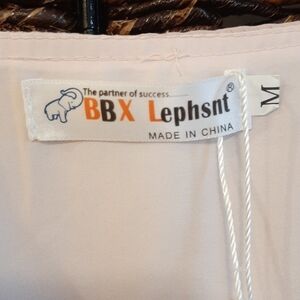 The partner of success......
BBX Lephsnt®
MADE IN CHINA
M